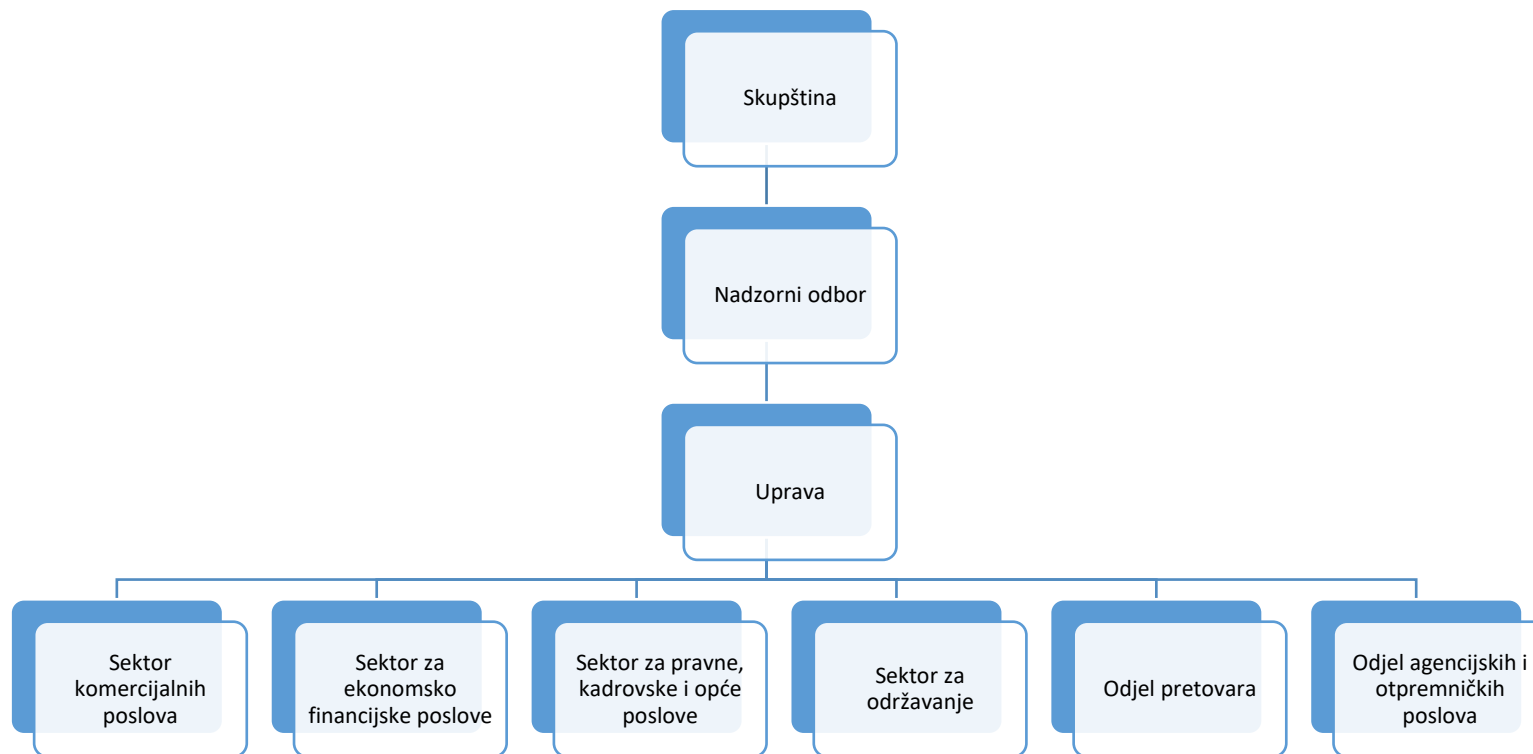 Skupština
Nadzorni odbor
Uprava
Sektor
komercijalnih
poslova
Sektor za
ekonomsko
financijske poslove
Sektor za pravne,
kadrovske i opće
poslove
Sektor za
održavanje
Odjel pretovara
Odjel agencijskih i
otpremničkih
poslova